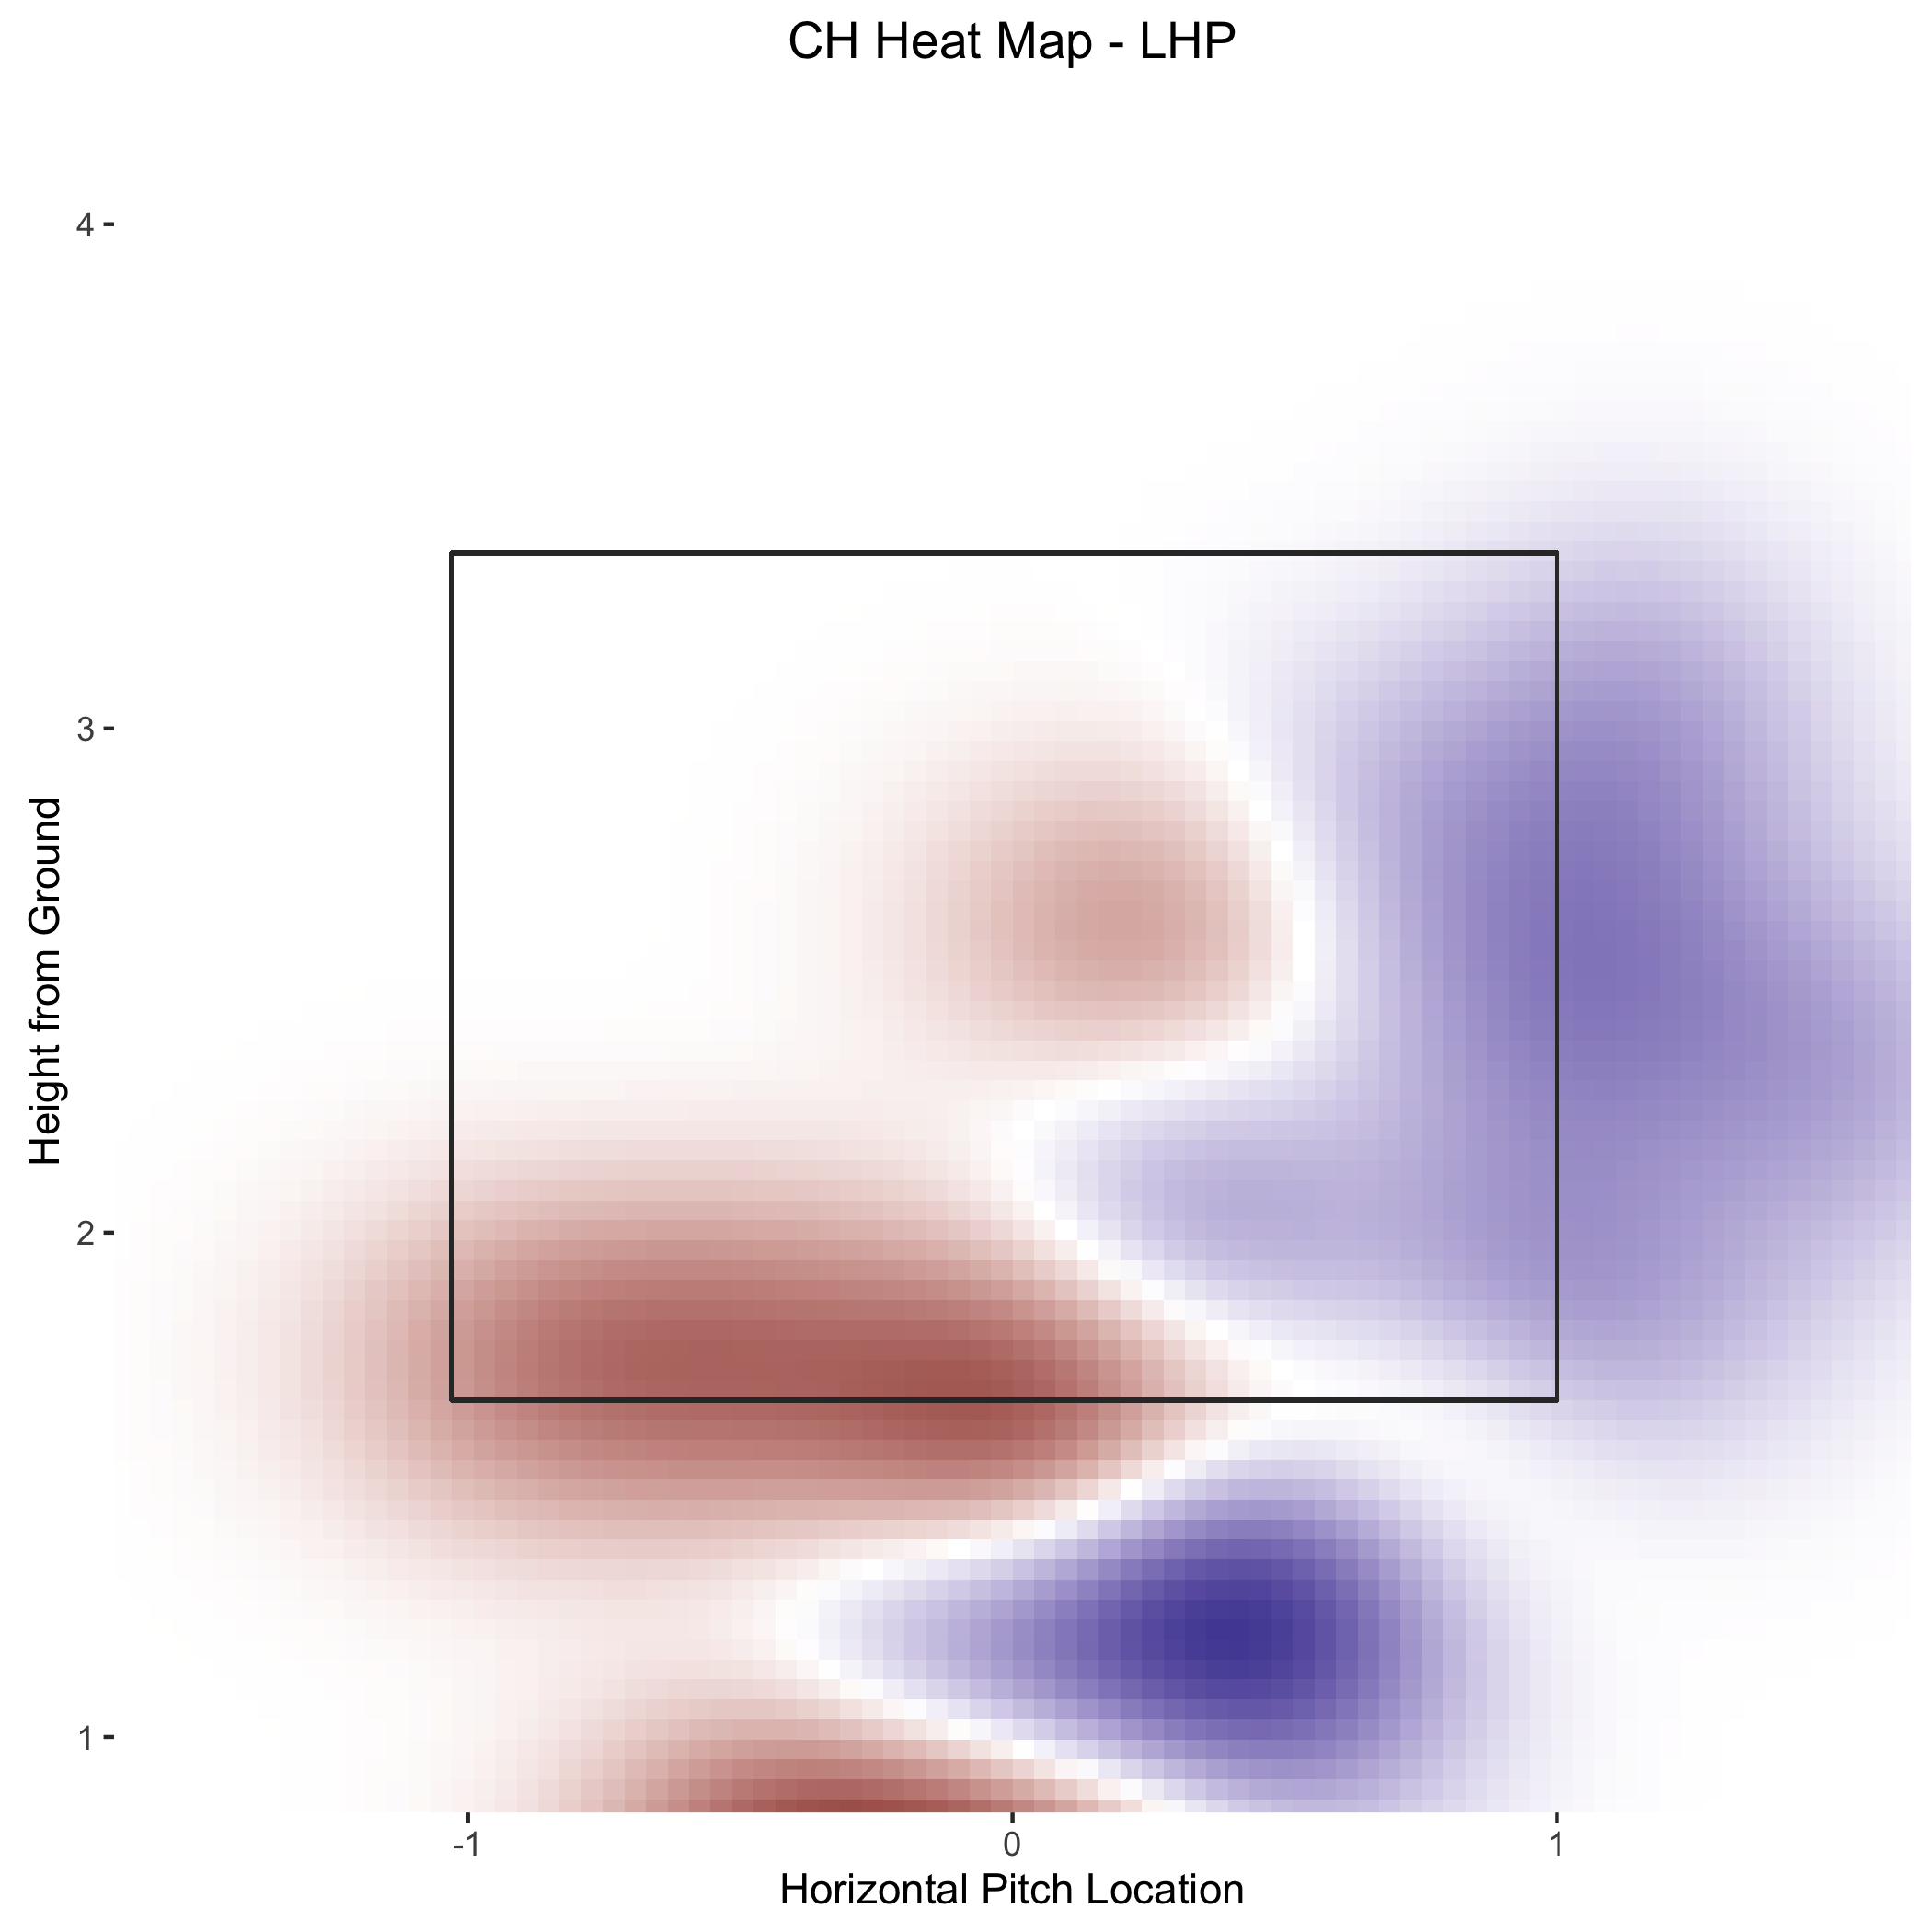 CH Heat Map - LHP
4
3
2
1
Height from Ground
-1 0 1
Horizontal Pitch Location